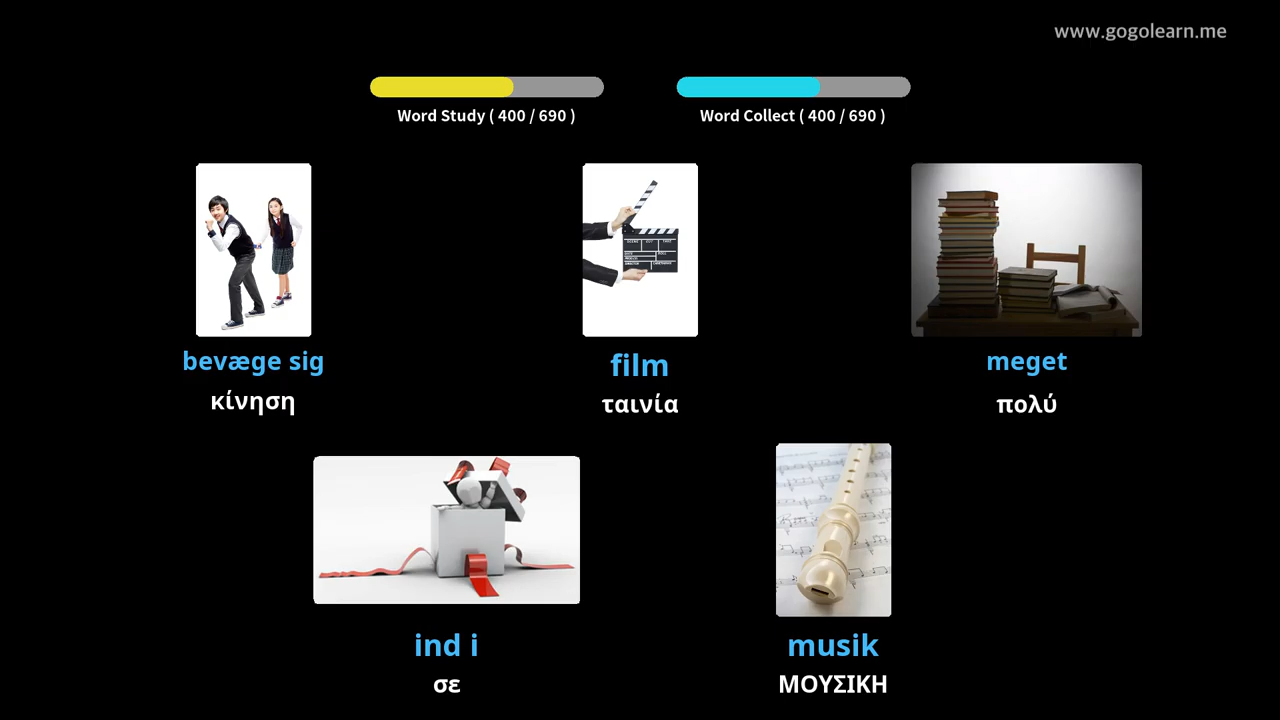 www.gogolearn.me
Word Study ( 400 / 690 )
Word Collect ( 400 / 690 )
bevæge sig
κίνηση
film
ταινία
meget
πολύ
ind i
σε
musik
ΜΟΥΣΙΚΗ